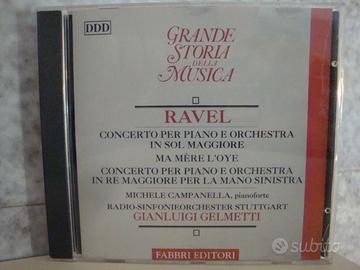 DDD
GRANDE
STORIA
DELLA
MUSICA
RAVEL
CONCERTO PER PIANO E ORCHESTRA
IN SOL MAGGIORE
MA MÈRE L'OYE
CONCERTO PER PIANO E ORCHESTRA
IN RE MAGGIORE PER LA MANO SINISTRA
MICHELE CAMPANELLA, pianoforte
RADIO-SINFONIEORCHESTER STUTTGART
GIANLUIGI GELMETTI
FABBRI EDITORI
subito